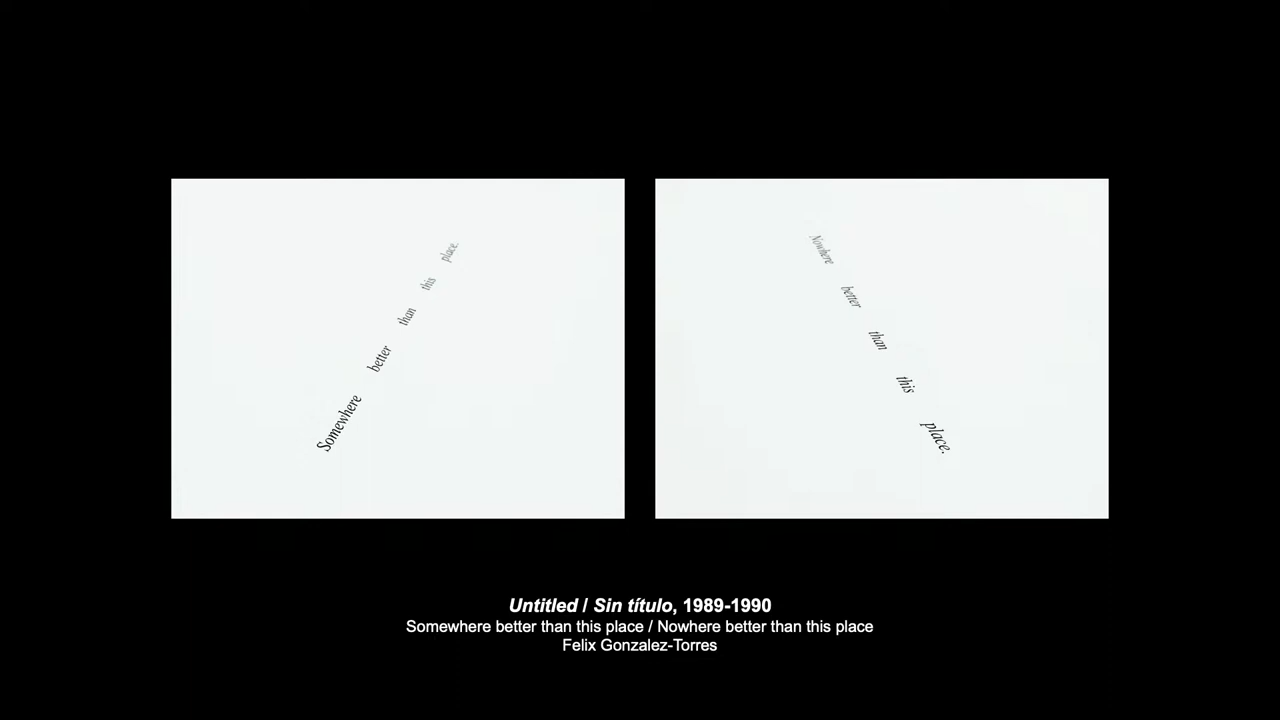 Somewhere better than this place.
Nowhere better than this place.
Untitled / Sin título, 1989-1990
Somewhere better than this place / Nowhere better than this place
Felix Gonzalez-Torres